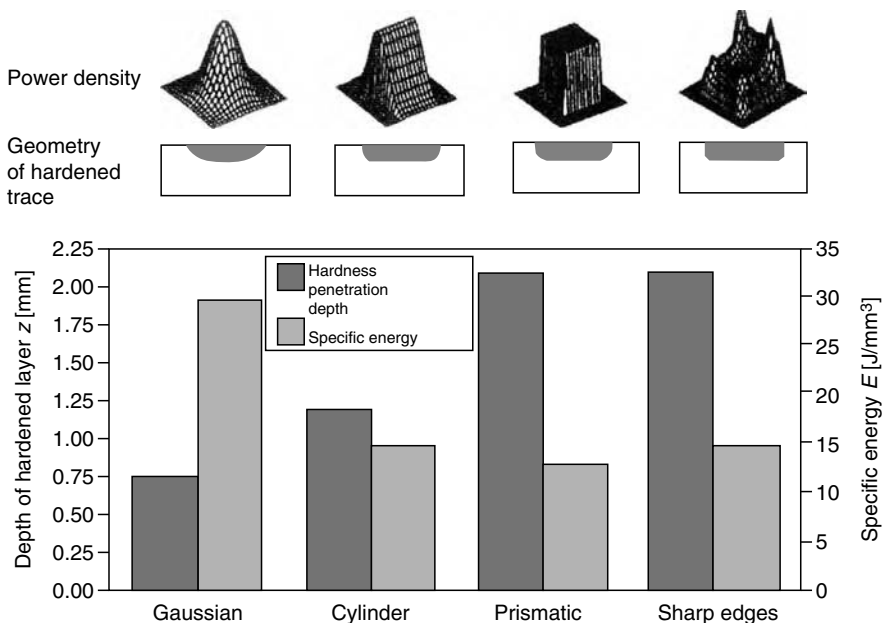 Power density
Geometry
of hardened
trace
Depth of hardened layer z [mm]
2.25
2.00
1.75
1.50
1.25
1.00
0.75
0.50
0.25
0.00
Hardness
penetration
depth
Specific energy
35
30
25
20
15
10
5
0
Specific energy E [J/mm³]
Gaussian
Cylinder
Prismatic
Sharp edges